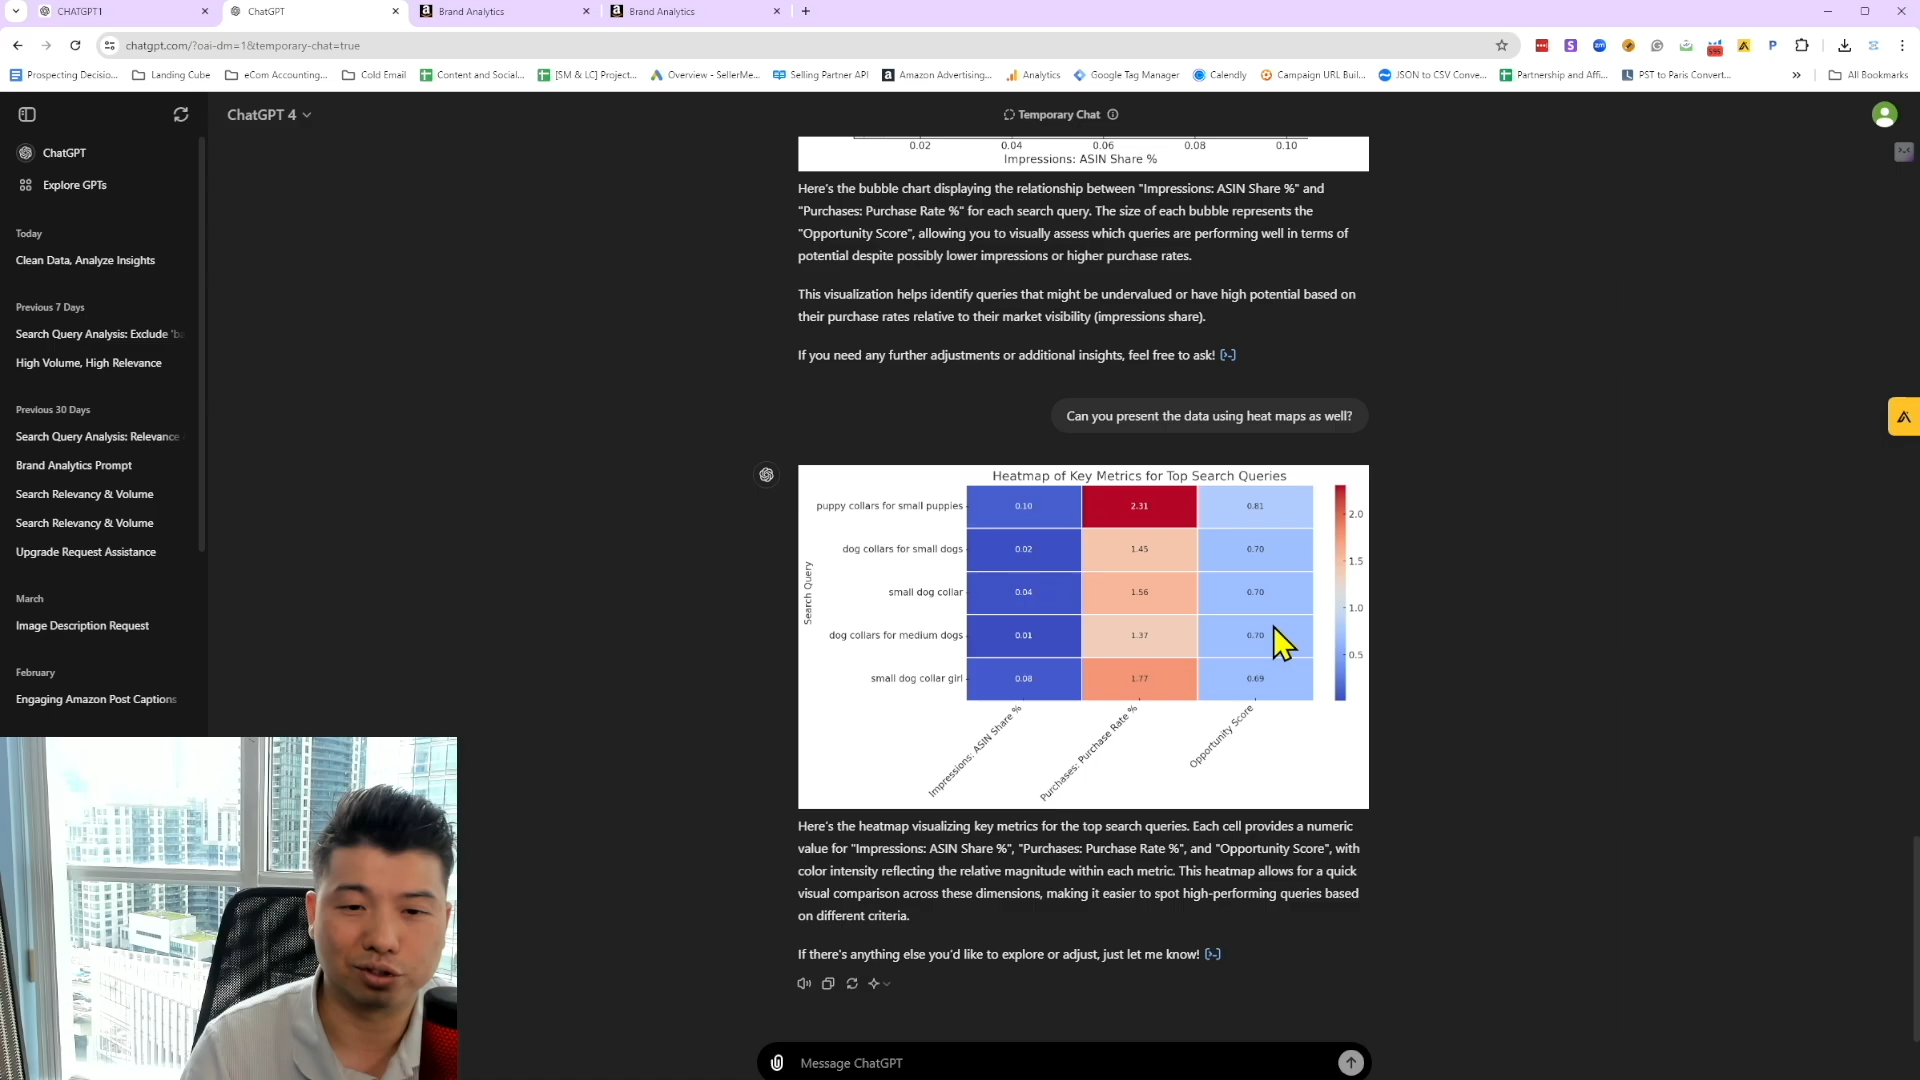 CHATGPT1
ChatGPT
Brand Analytics
Brand Analytics
chatgpt.com/?oai-dm=1&temporary-chat=true
Prospecting Decisio...
Landing Cube
eCom Accounting...
Cold Email
Content and Social...
[SM & LC] Project...
Overview - SellerMe...
Selling Partner API
Amazon Advertising...
Analytics
Google Tag Manager
Calendly
Campaign URL Buil...
JSON to CSV Conve...
Partnership and Affi...
PST to Paris Convert...
All Bookmarks
ChatGPT
Explore GPTs
Today
Clean Data, Analyze Insights
Previous 7 Days
Search Query Analysis: Exclude 'ba
High Volume, High Relevance
Previous 30 Days
Search Query Analysis: Relevance
Brand Analytics Prompt
Search Relevancy & Volume
Search Relevancy & Volume
Upgrade Request Assistance
March
Image Description Request
February
Engaging Amazon Post Captions
ChatGPT 4
Temporary Chat
0.02 0.04 0.06 0.08 0.10
Impressions: ASIN Share %
Here's the bubble chart displaying the relationship between "Impressions: ASIN Share %" and
"Purchases: Purchase Rate %" for each search query. The size of each bubble represents the
"Opportunity Score", allowing you to visually assess which queries are performing well in terms of
potential despite possibly lower impressions or higher purchase rates.
This visualization helps identify queries that might be undervalued or have high potential based on
their purchase rates relative to their market visibility (impressions share).
If you need any further adjustments or additional insights, feel free to ask! [>-]
Can you present the data using heat maps as well?
Heatmap of Key Metrics for Top Search Queries
Search Query
puppy collars for small puppies 0.10 2.31 0.81
dog collars for small dogs 0.02 1.45 0.70
small dog collar 0.04 1.56 0.70
dog collars for medium dogs 0.01 1.37 0.70
small dog collar girl 0.08 1.77 0.69
2.0
1.5
1.0
0.5
Impressions: ASIN Share %
Purchases: Purchase Rate %
Opportunity Score
Here's the heatmap visualizing key metrics for the top search queries. Each cell provides a numeric
value for "Impressions: ASIN Share %", "Purchases: Purchase Rate %", and "Opportunity Score", with
color intensity reflecting the relative magnitude within each metric. This heatmap allows for a quick
visual comparison across these dimensions, making it easier to spot high-performing queries based
on different criteria.
If there's anything else you'd like to explore or adjust, just let me know! [>-]
Message ChatGPT